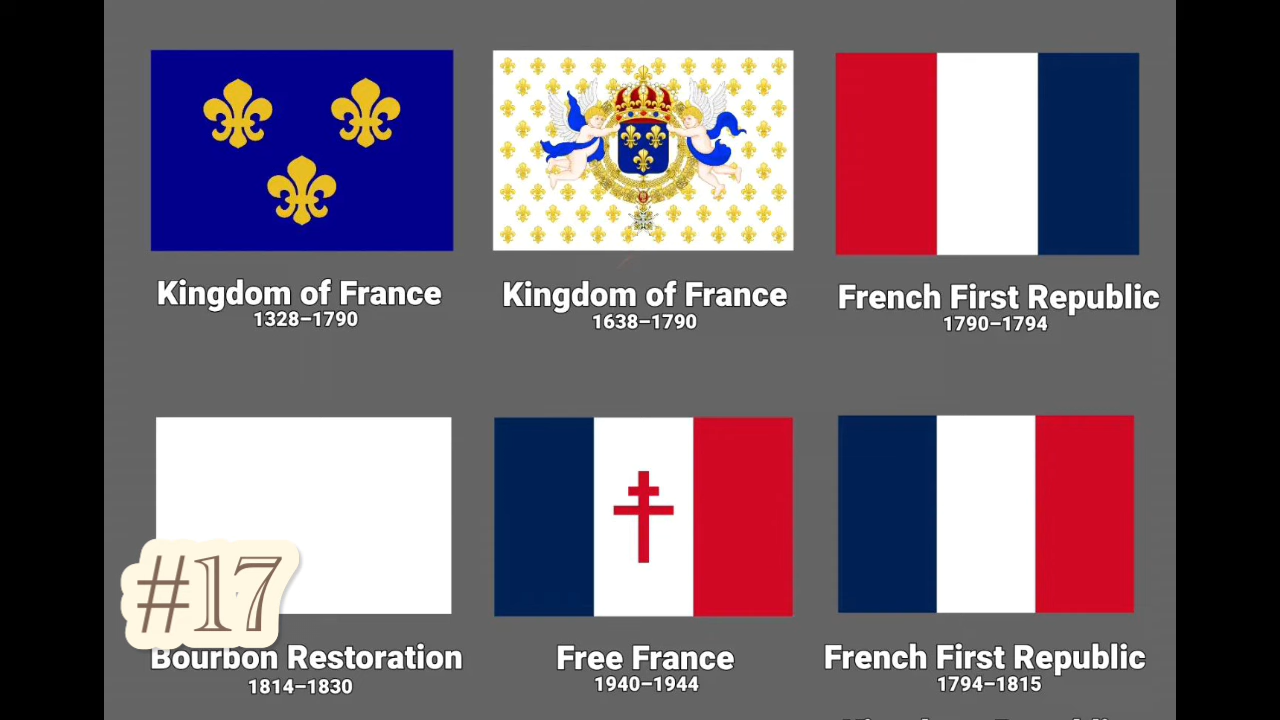 Kingdom of France
1328–1790
Kingdom of France
1638–1790
French First Republic
1790–1794
#17
Bourbon Restoration
1814–1830
Free France
1940–1944
French First Republic
1794–1815